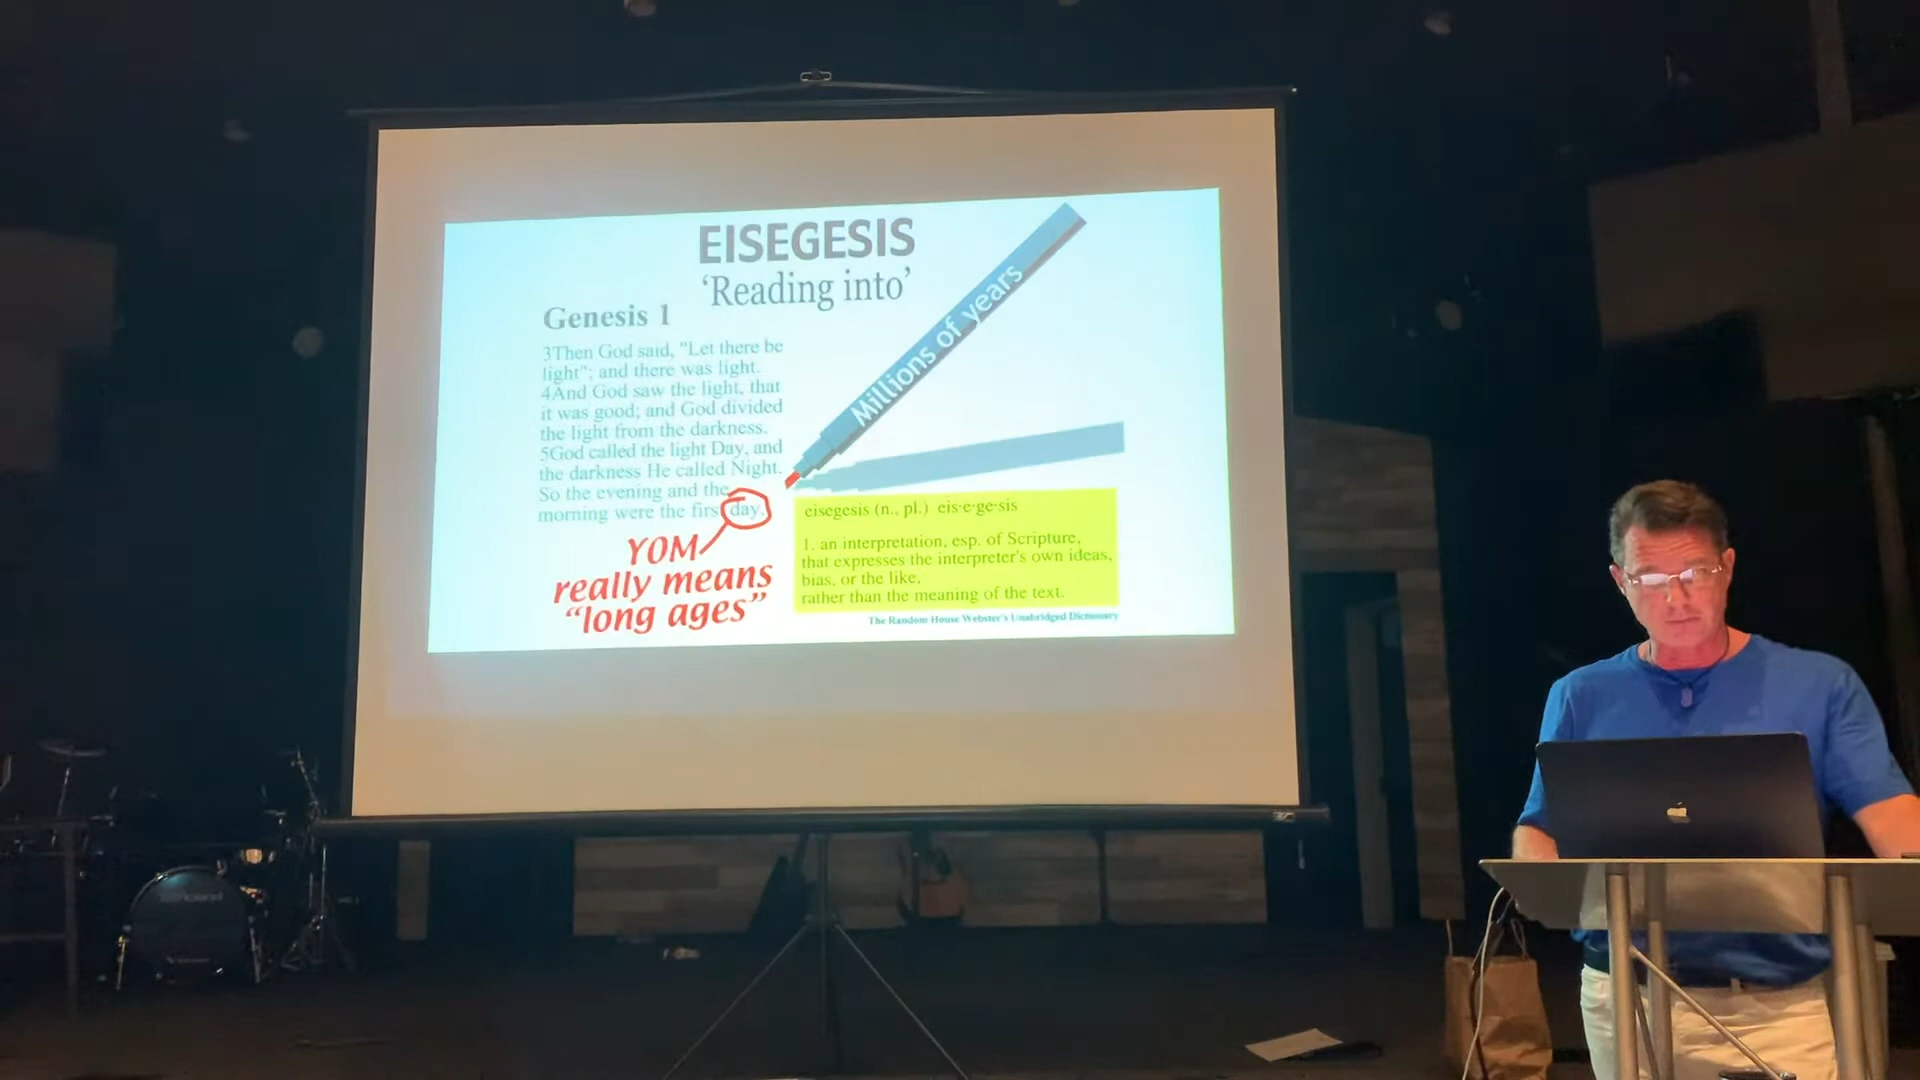 EISEGESIS
‘Reading into’
Millions of years
Genesis 1
3Then God said, "Let there be
light"; and there was light.
4And God saw the light, that
it was good; and God divided
the light from the darkness.
5God called the light Day, and
the darkness He called Night.
So the evening and the
morning were the first day.
YOM
really means
“long ages”
eisegesis (n., pl.) eis·e·ge·sis
1. an interpretation, esp. of Scripture,
that expresses the interpreter's own ideas,
bias, or the like,
rather than the meaning of the text.
The Random House Webster's Unabridged Dictionary
Roland